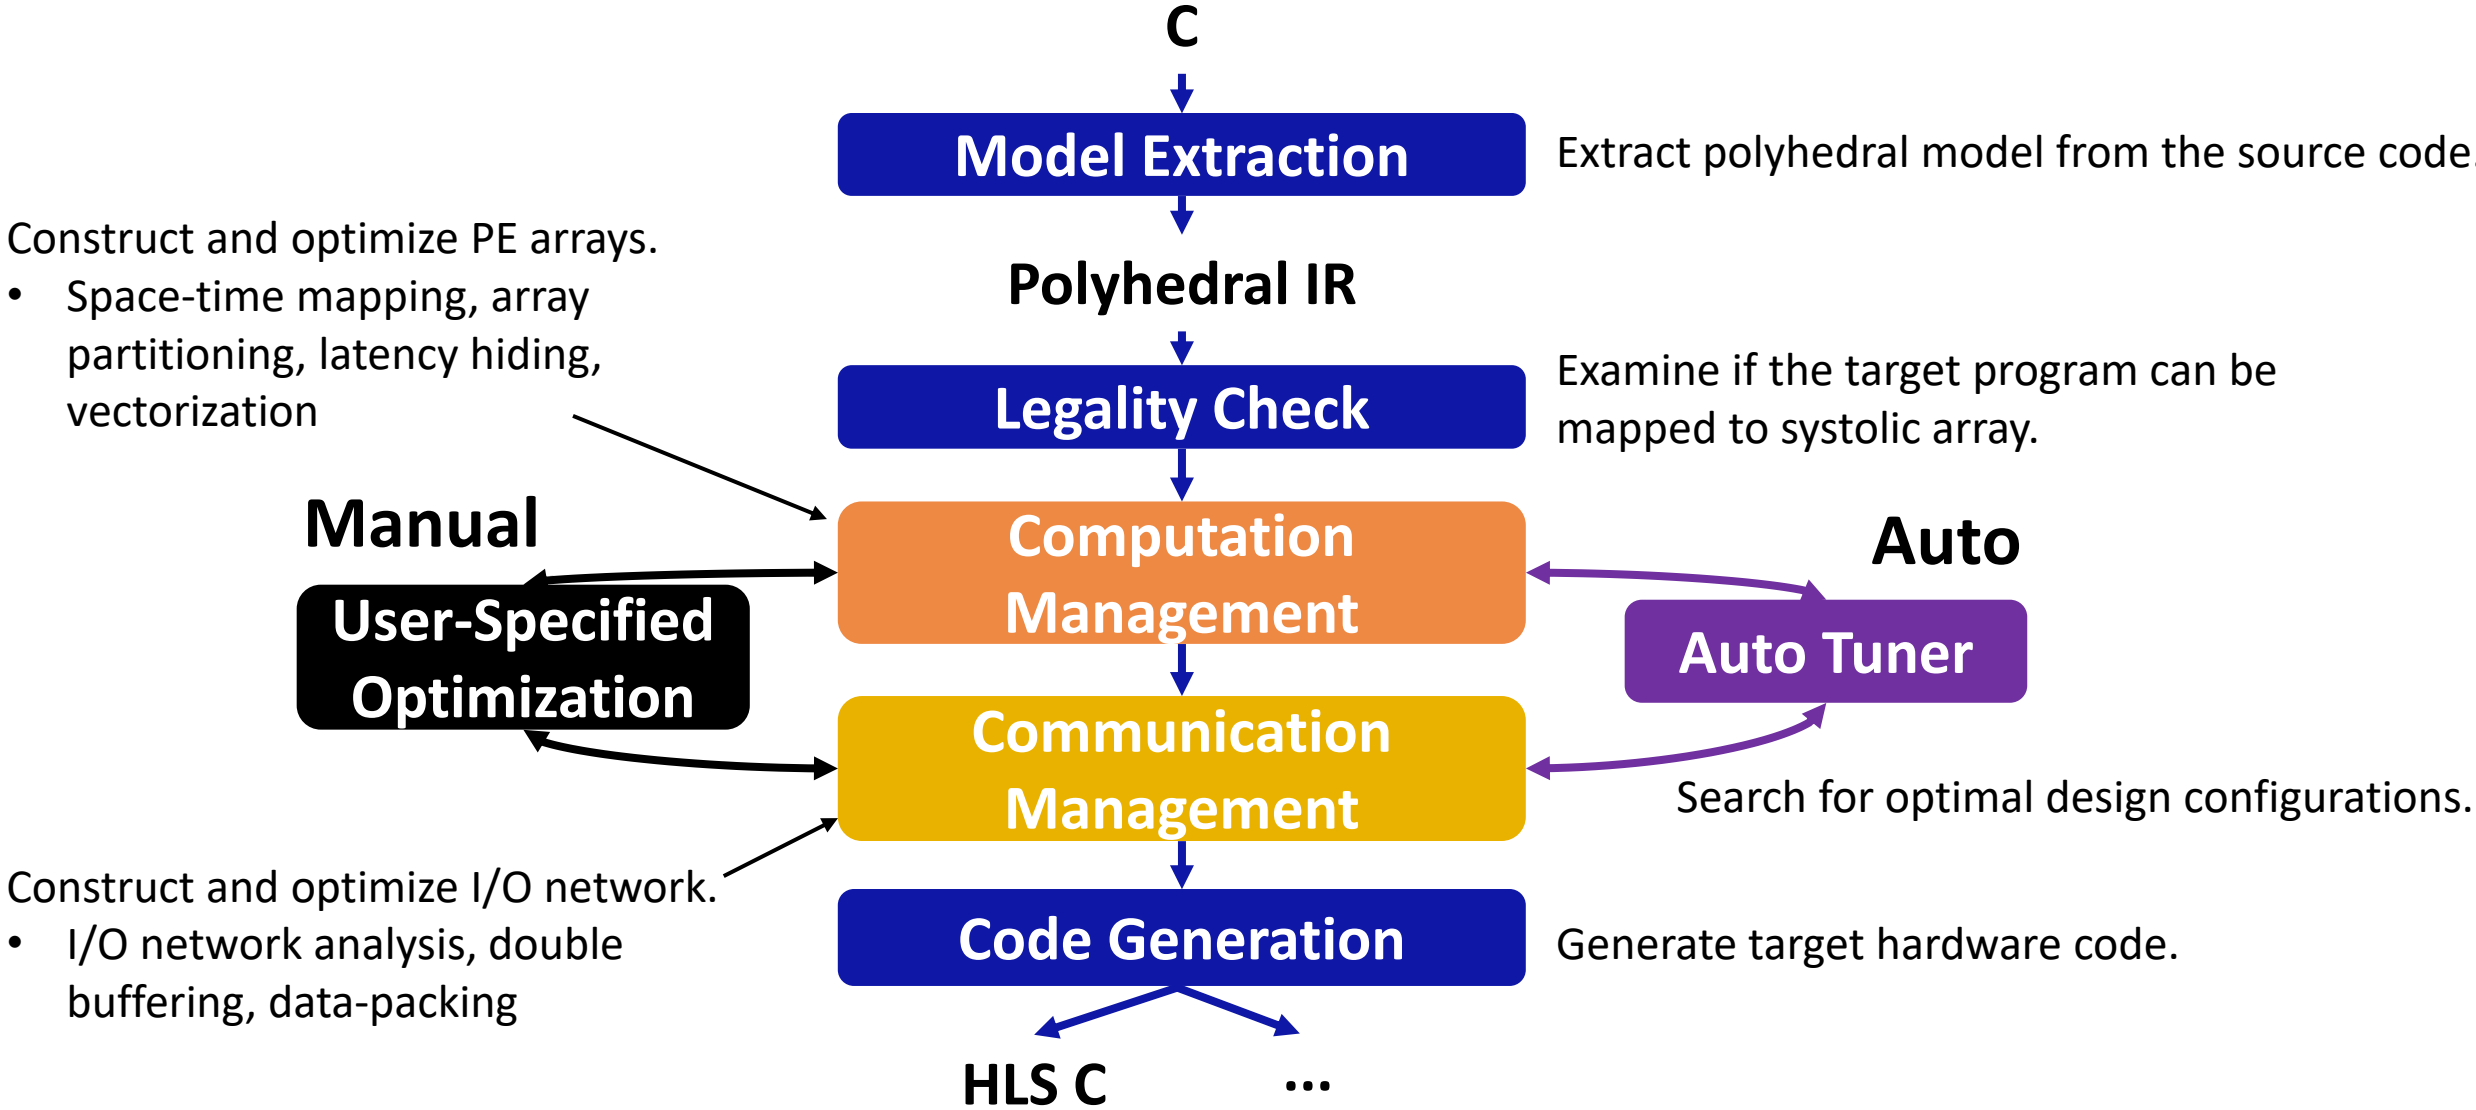 C
Model Extraction
Extract polyhedral model from the source code.
Construct and optimize PE arrays.
• Space-time mapping, array
partitioning, latency hiding,
vectorization
Polyhedral IR
Legality Check
Examine if the target program can be
mapped to systolic array.
Manual
User-Specified
Optimization
Computation
Management
Auto
Auto Tuner
Communication
Management
Search for optimal design configurations.
Construct and optimize I/O network.
• I/O network analysis, double
buffering, data-packing
Code Generation
Generate target hardware code.
HLS C
...